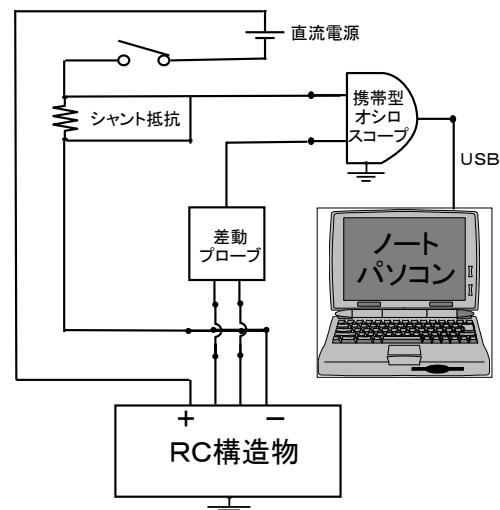 直流電源
シャント抵抗
携帯型
オシロ
スコープ
USB
差動
プローブ
ノート
パソコン
+ −
RC構造物